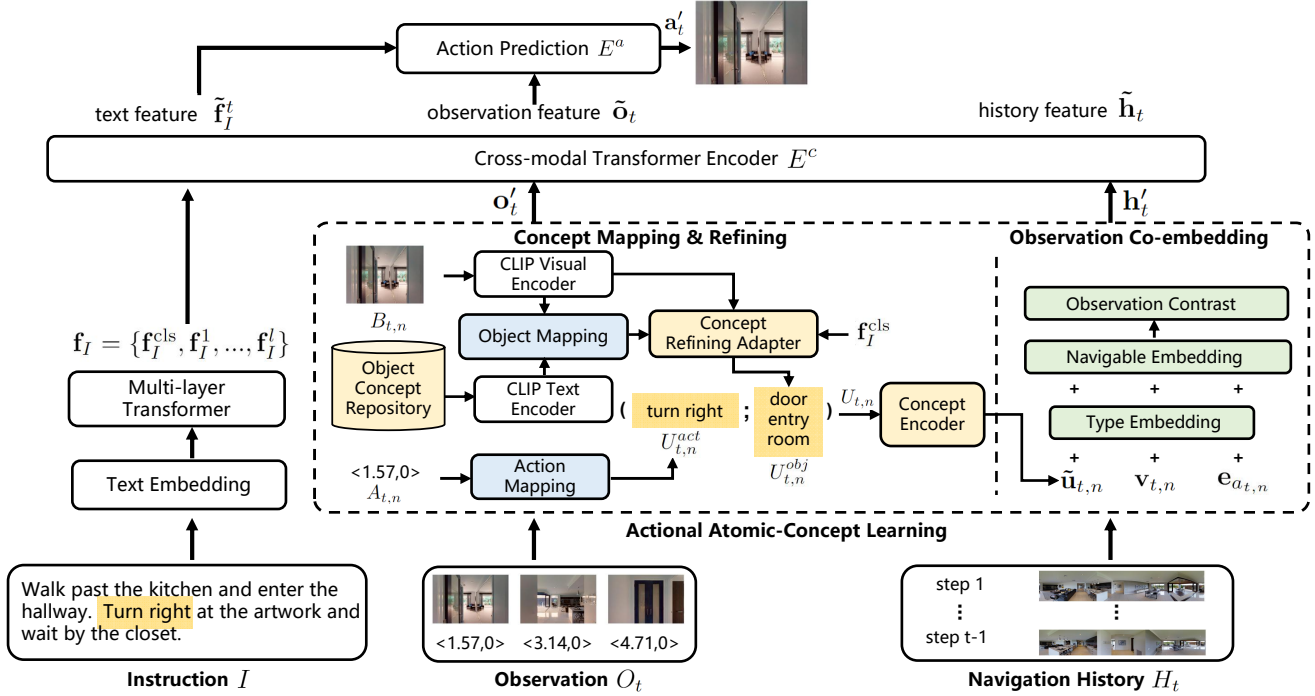 Action Prediction $E^a$
$\mathbf{a}'_t$
text feature $\tilde{\mathbf{f}}^t_I$
observation feature $\tilde{\mathbf{o}}_t$
history feature $\tilde{\mathbf{h}}_t$
Cross-modal Transformer Encoder $E^c$
$\mathbf{o}'_t$
$\mathbf{h}'_t$
Concept Mapping & Refining
Observation Co-embedding
CLIP Visual
Encoder
$B_{t,n}$
Object Mapping
Concept
Refining Adapter
$\mathbf{f}^{\mathrm{cls}}_I$
Object
Concept
Repository
CLIP Text
Encoder
( turn right ; door
entry
room )
$U^{act}_{t,n}$
$U^{obj}_{t,n}$
$U_{t,n}$
Concept
Encoder
<1.57,0>
$A_{t,n}$
Action
Mapping
Observation Contrast
Navigable Embedding
+ + +
Type Embedding
+ + +
$\tilde{\mathbf{u}}_{t,n}$ $\mathbf{v}_{t,n}$ $\mathbf{e}_{a_{t,n}}$
Actional Atomic-Concept Learning
$\mathbf{f}_I = \{\mathbf{f}^{\mathrm{cls}}_I, \mathbf{f}^1_I, ..., \mathbf{f}^l_I\}$
Multi-layer
Transformer
Text Embedding
Walk past the kitchen and enter the
hallway. Turn right at the artwork and
wait by the closet.
Instruction $I$
<1.57,0> <3.14,0> <4.71,0>
Observation $O_t$
step 1
⋮ ⋮
step t-1
Navigation History $H_t$